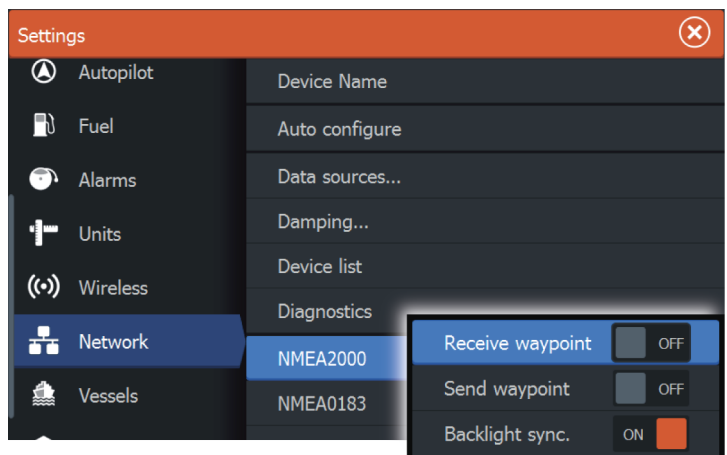 Settings
Autopilot
Fuel
Alarms
Units
Wireless
Network
Vessels
Device Name
Auto configure
Data sources...
Damping...
Device list
Diagnostics
NMEA2000
NMEA0183
Receive waypoint OFF
Send waypoint OFF
Backlight sync. ON